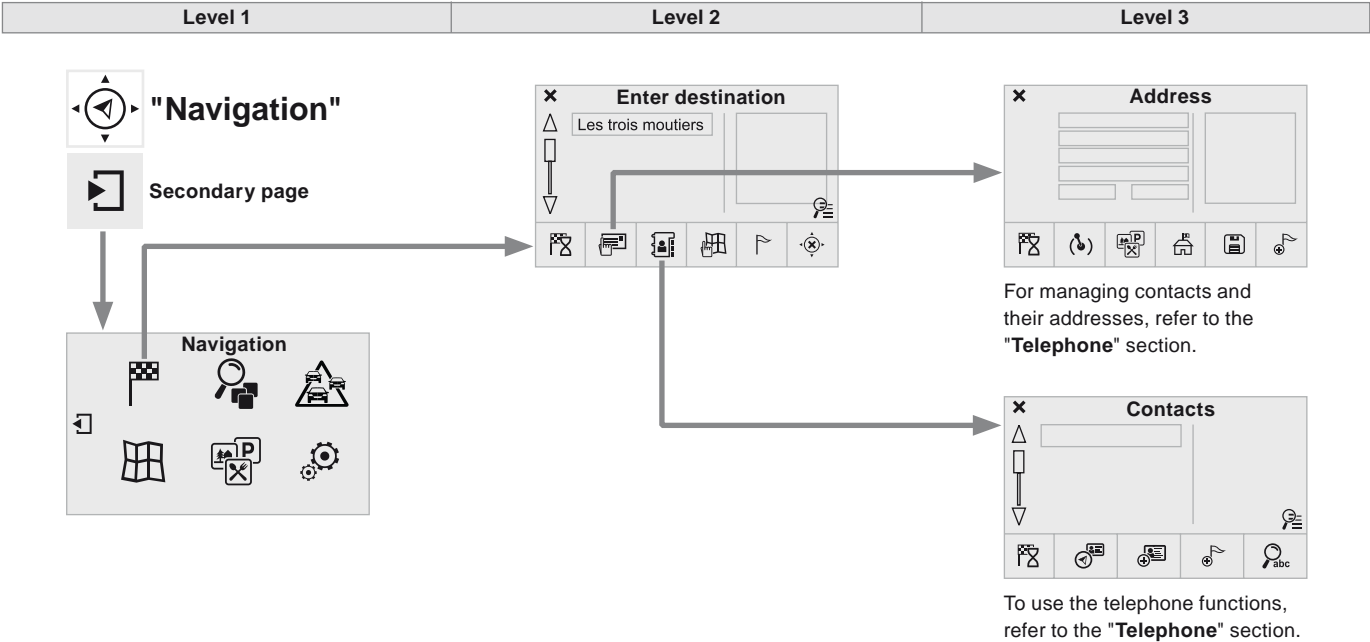 Level 1
Level 2
Level 3
"Navigation"
Secondary page
Navigation
P
Enter destination
Les trois moutiers
Address
P
For managing contacts and
their addresses, refer to the
"Telephone" section.
Contacts
abc
To use the telephone functions,
refer to the "Telephone" section.